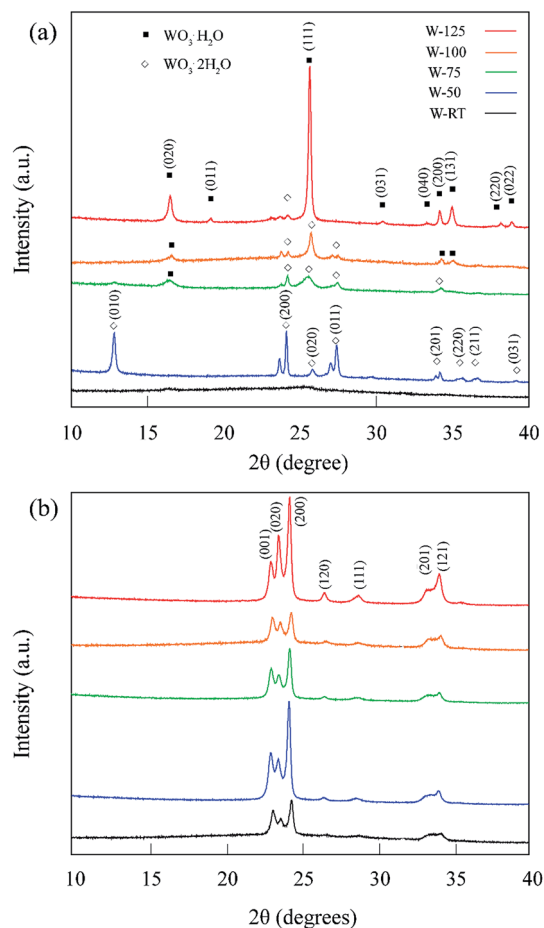 (a)
■ WO₃·H₂O
◇ WO₃·2H₂O
W-125
W-100
W-75
W-50
W-RT
(020)
(011)
(111)
(031)
(040)
(200)
(131)
(220)
(022)
(010)
(200)
(020)
(011)
(201)
(220)
(211)
(031)
Intensity (a.u.)
10 15 20 25 30 35 40
2θ (degree)
(b)
(001)
(020)
(200)
(120)
(111)
(201)
(121)
Intensity (a.u.)
10 20 25 30 35 40
2θ (degrees)